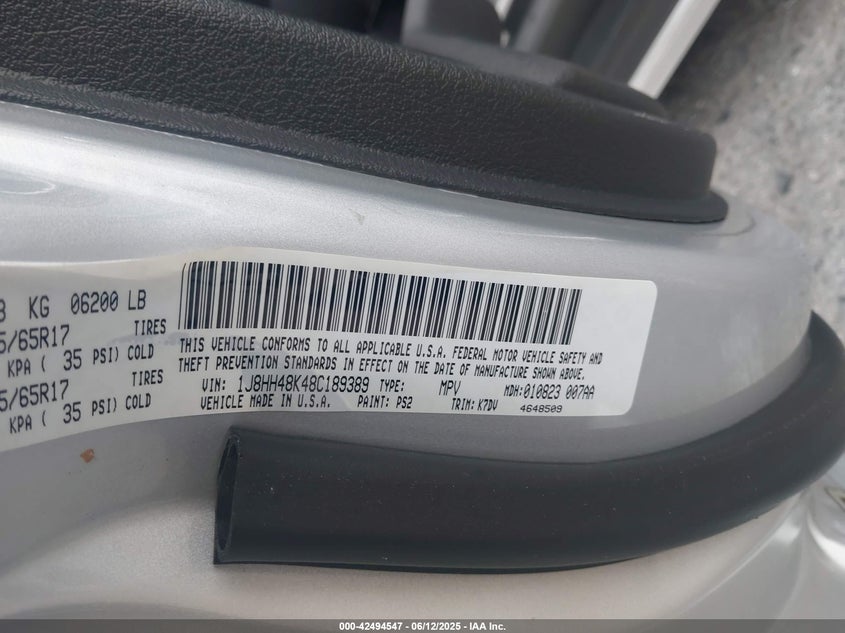 KG 06200 LB
5/65R17 TIRES
KPA ( 35 PSI) COLD
5/65R17 TIRES
KPA ( 35 PSI) COLD
THIS VEHICLE CONFORMS TO ALL APPLICABLE U.S.A. FEDERAL MOTOR VEHICLE SAFETY AND
THEFT PREVENTION STANDARDS IN EFFECT ON THE DATE OF MANUFACTURE SHOWN ABOVE.
VIN: 1J8HH48K48C189389 TYPE: MPV MDH:010823 007AA
VEHICLE MADE IN U.S.A. PAINT: PS2 TRIM: K7DV 4648509
000-42494547 - 06/12/2025 - IAA Inc.